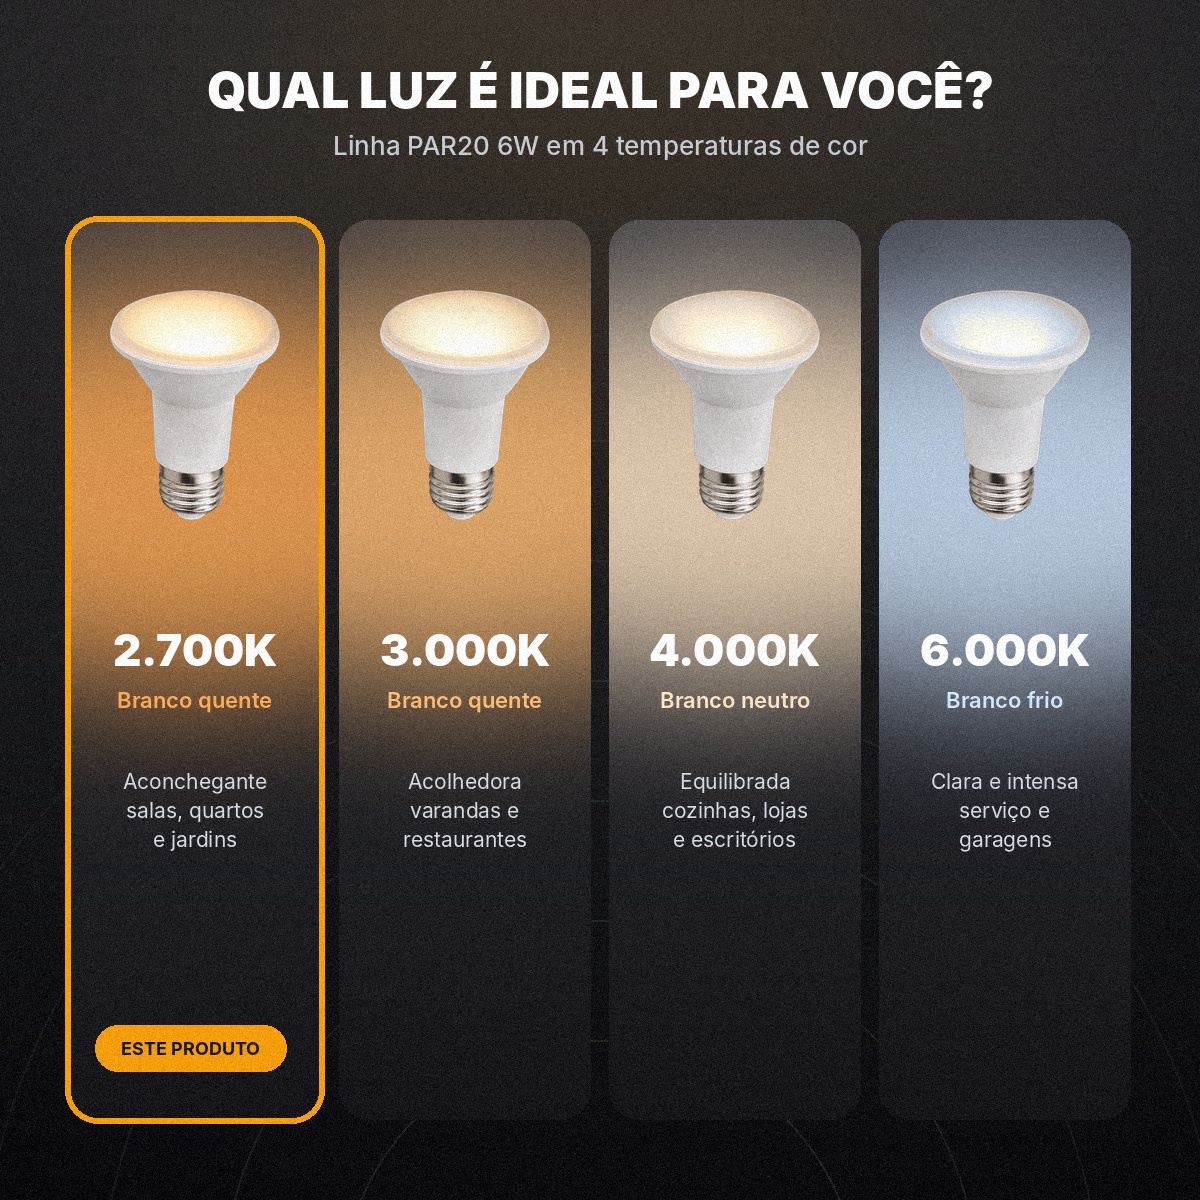 QUAL LUZ É IDEAL PARA VOCÊ?
Linha PAR20 6W em 4 temperaturas de cor
2.700K
Branco quente
Aconchegante
salas, quartos
e jardins
ESTE PRODUTO
3.000K
Branco quente
Acolhedora
varandas e
restaurantes
4.000K
Branco neutro
Equilibrada
cozinhas, lojas
e escritórios
6.000K
Branco frio
Clara e intensa
serviço e
garagens